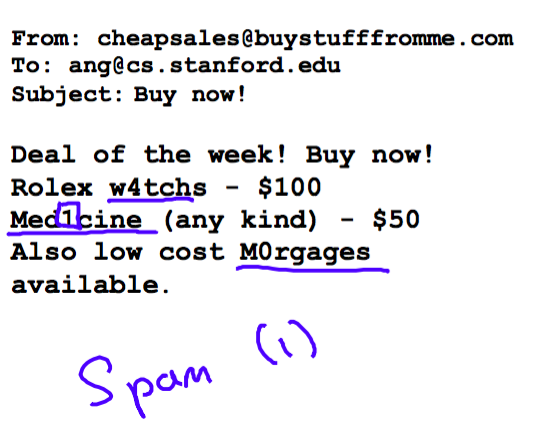 From: cheapsales@buystufffromme.com
To: ang@cs.stanford.edu
Subject: Buy now!
Deal of the week! Buy now!
Rolex w4tchs - $100
Med1cine (any kind) - $50
Also low cost M0rgages
available.
Spam (1)